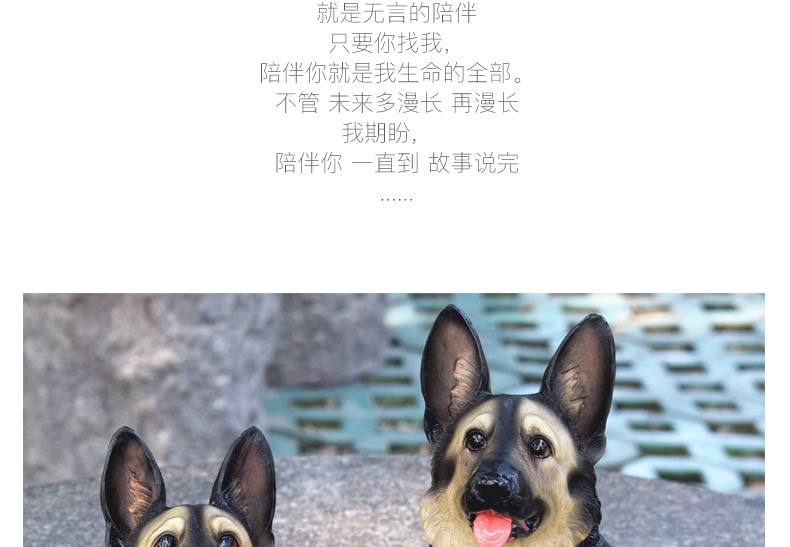 就是无言的陪伴
只要你找我，
陪伴你就是我生命的全部。
不管 未来多漫长 再漫长
我期盼，
陪伴你 一直到 故事说完
......